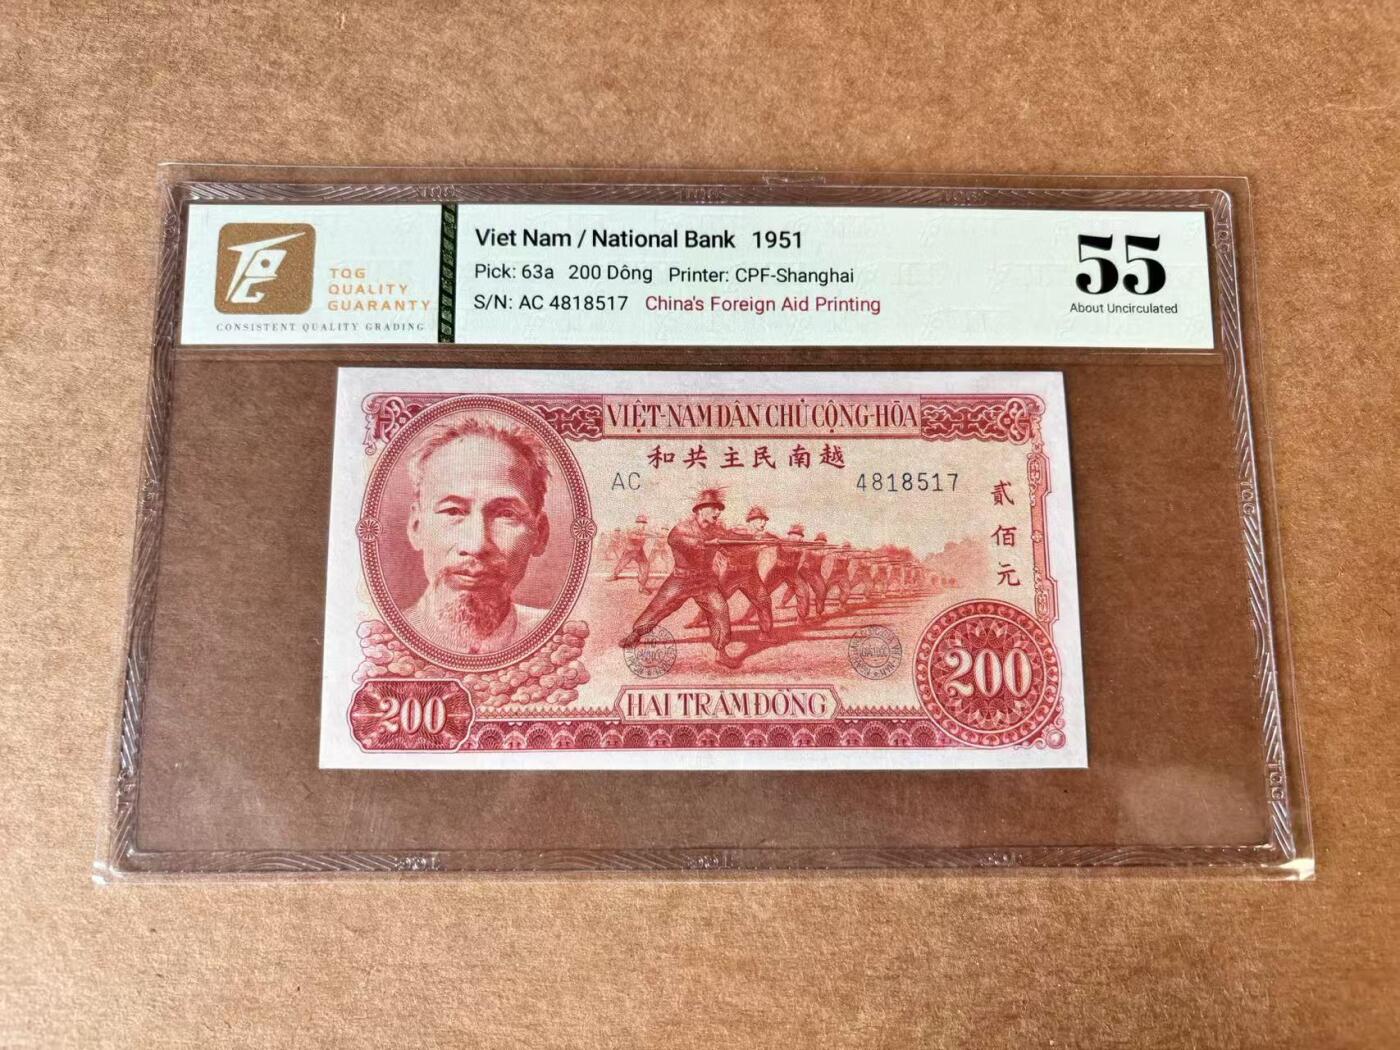 TQG
QUALITY
GUARANTY
CONSISTENT QUALITY GRADING
Viet Nam / National Bank 1951
Pick: 63a 200 Dông Printer: CPF-Shanghai
S/N: AC 4818517 China's Foreign Aid Printing
55
About Uncirculated
VIỆT-NAM DÂN CHỦ CỘNG-HÒA
和共主民南越
AC 4818517
貳佰元
200
HAI TRĂM ĐỒNG
200